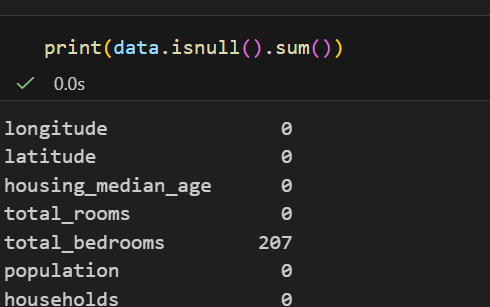 print(data.isnull().sum())
0.0s
longitude 0
latitude 0
housing_median_age 0
total_rooms 0
total_bedrooms 207
population 0
households 0